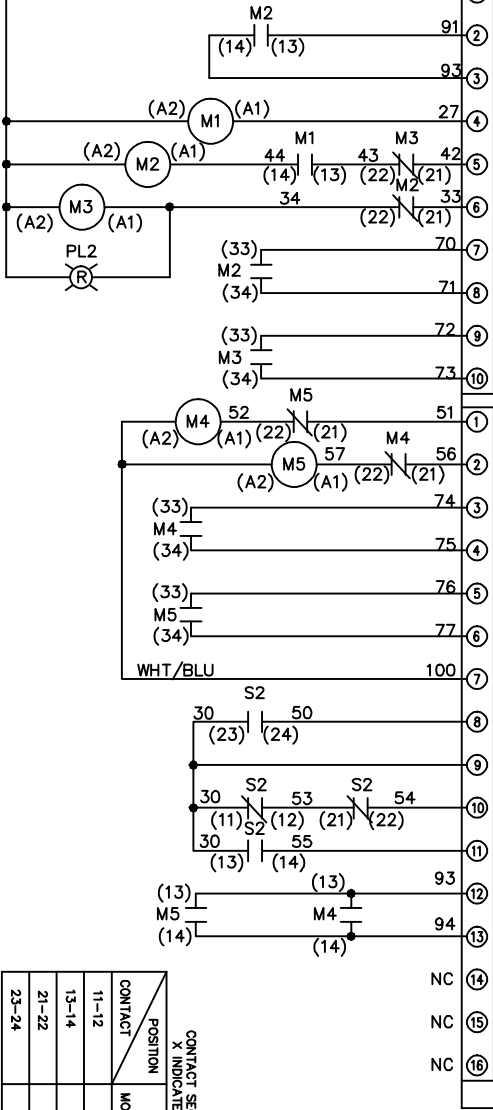 M2
(14) (13) 91 2
93 3
(A2) M1 (A1) 27 4
M1 M3
(A2) M2 (A1) 44 43 42 5
(14) (13) (22) (21)
M2
(A2) M3 (A1) 34 33 6
(22) (21)
PL2
R
(33) 70 7
M2
(34) 71 8
(33) 72 9
M3
(34) 73 10
M5
M4 52 51 1
(A2) (A1) (22) (21)
M4
M5 57 56 2
(A2) (A1) (22) (21)
(33) 74 3
M4
(34) 75 4
(33) 76 5
M5
(34) 77 6
WHT/BLU 100 7
S2
30 50 8
(23) (24)
9
S2 S2
30 53 54 10
(11) (12) (21) (22)
S2
30 55 11
(13) (14)
(13) (13) 93 12
M5 M4
(14) (14) 94 13
NC 14
NC 15
NC 16
POSITION
CONTACT
11-12
13-14
21-22
23-24